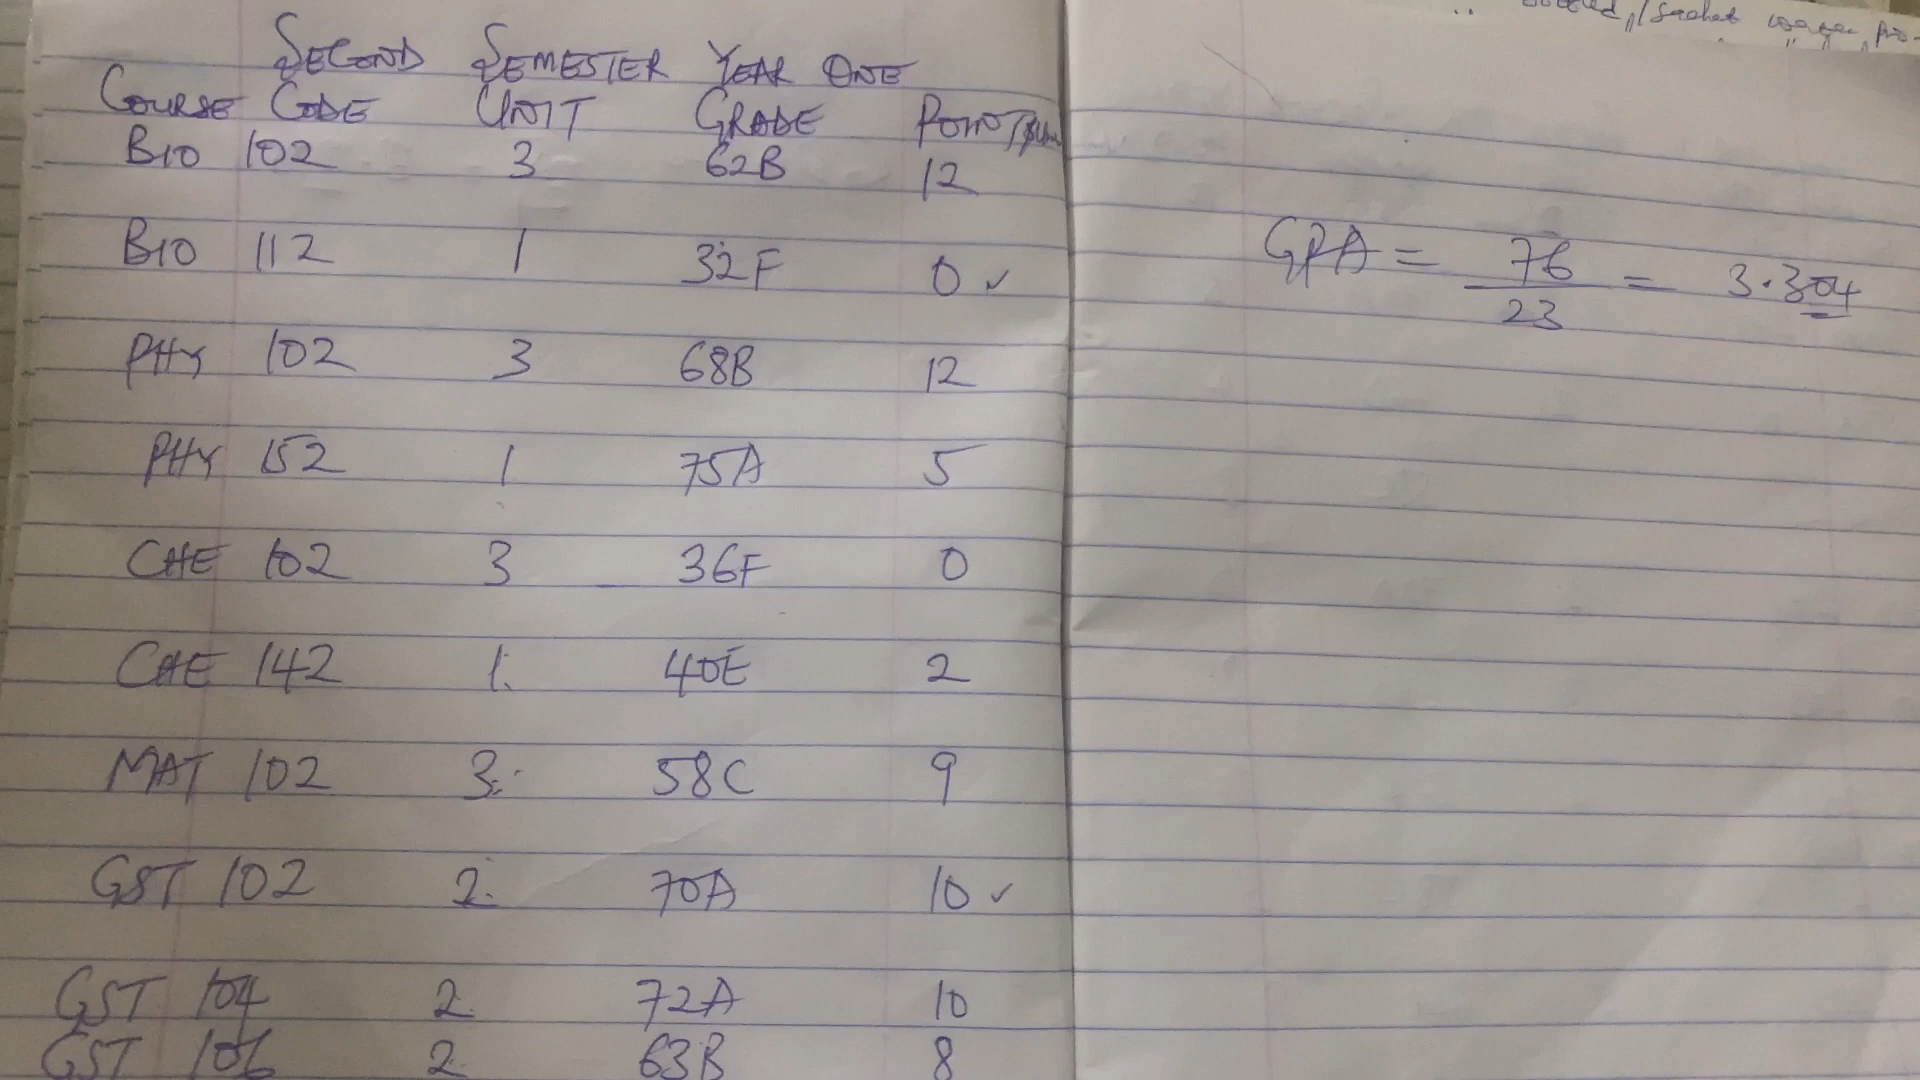 SECOND SEMESTER YEAR ONE
COURSE CODE UNIT GRADE POINT
BIO 102 3 62B 12
BIO 112 1 32F 0 ✓
PHY 102 3 68B 12
PHY 152 1 75A 5
CHE 102 3 36F 0
CHE 142 1 40E 2
MAT 102 3 58C 9
GST 102 2 70A 10 ✓
GST 104 2 72A 10
GST 106 2 63B 8
GPA = 76/23 = 3.304